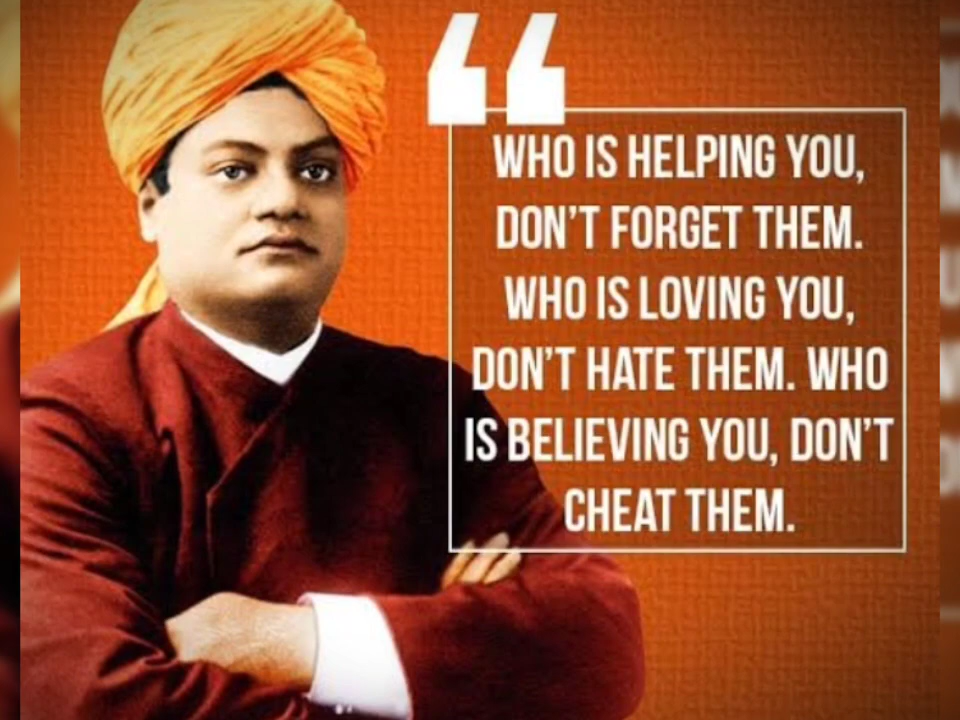 “
WHO IS HELPING YOU,
DON’T FORGET THEM.
WHO IS LOVING YOU,
DON’T HATE THEM. WHO
IS BELIEVING YOU, DON’T
CHEAT THEM.